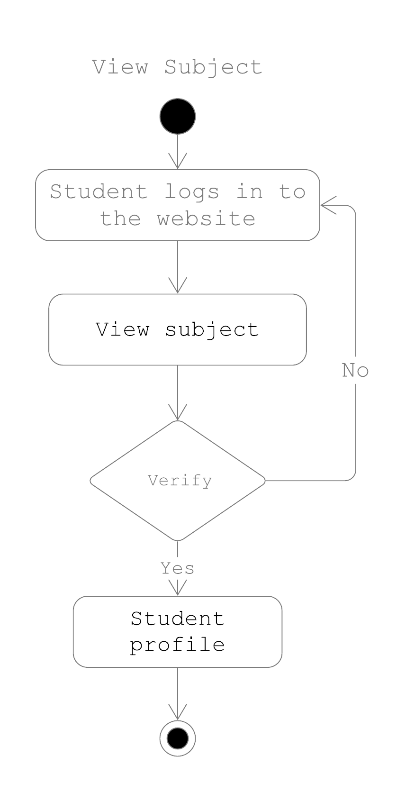 View Subject
Student logs in to
the website
View subject
No
Verify
Yes
Student
profile